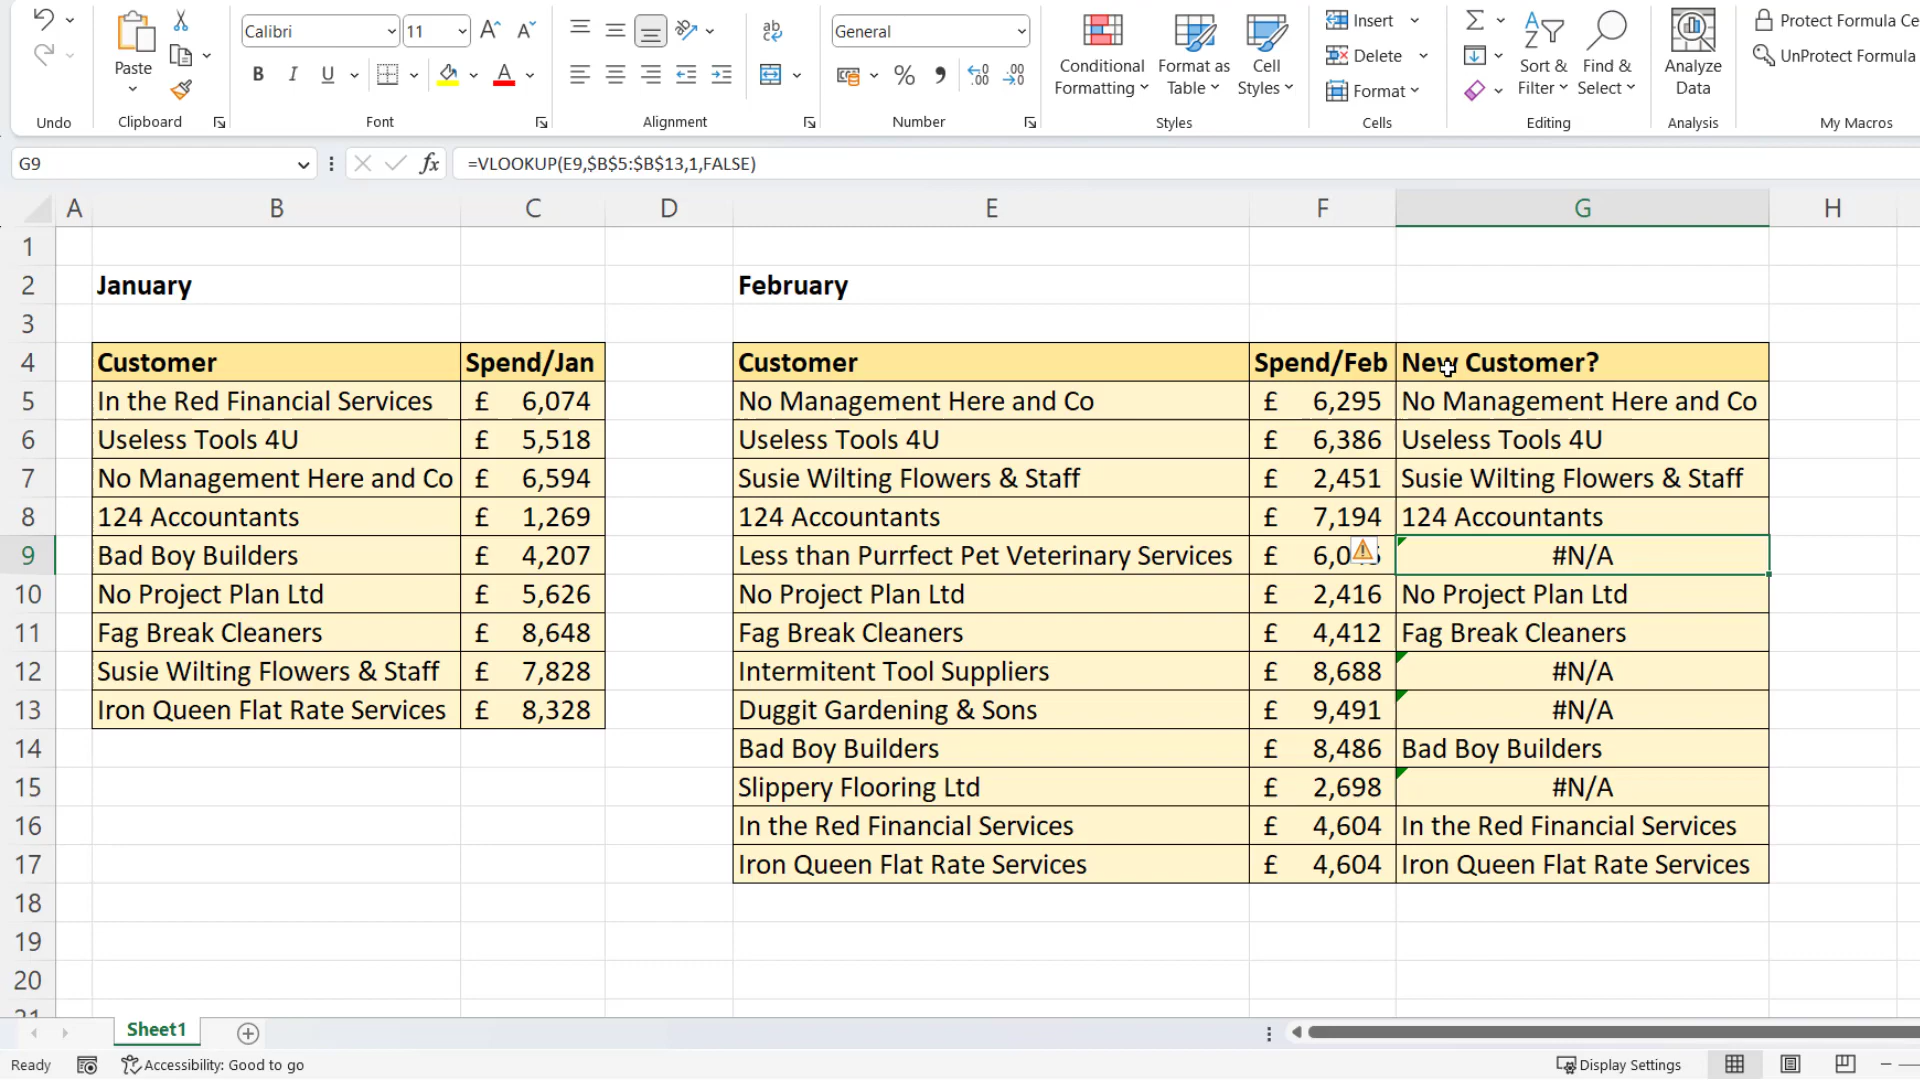 Paste
Undo
Clipboard
Calibri
11
B I U
Font
Alignment
General
Number
Conditional Formatting
Format as Table
Cell Styles
Styles
Insert
Delete
Format
Cells
Sort & Filter
Find & Select
Editing
Analyze Data
Analysis
Protect Formula Ce
UnProtect Formula
My Macros
G9
fx
=VLOOKUP(E9,$B$5:$B$13,1,FALSE)
A B C D E F G H
1
2 January February
3
4 Customer Spend/Jan Customer Spend/Feb New Customer?
5 In the Red Financial Services £ 6,074 No Management Here and Co £ 6,295 No Management Here and Co
6 Useless Tools 4U £ 5,518 Useless Tools 4U £ 6,386 Useless Tools 4U
7 No Management Here and Co £ 6,594 Susie Wilting Flowers & Staff £ 2,451 Susie Wilting Flowers & Staff
8 124 Accountants £ 1,269 124 Accountants £ 7,194 124 Accountants
9 Bad Boy Builders £ 4,207 Less than Purrfect Pet Veterinary Services £ #N/A
10 No Project Plan Ltd £ 5,626 No Project Plan Ltd £ 2,416 No Project Plan Ltd
11 Fag Break Cleaners £ 8,648 Fag Break Cleaners £ 4,412 Fag Break Cleaners
12 Susie Wilting Flowers & Staff £ 7,828 Intermitent Tool Suppliers £ 8,688 #N/A
13 Iron Queen Flat Rate Services £ 8,328 Duggit Gardening & Sons £ 9,491 #N/A
14 Bad Boy Builders £ 8,486 Bad Boy Builders
15 Slippery Flooring Ltd £ 2,698 #N/A
16 In the Red Financial Services £ 4,604 In the Red Financial Services
17 Iron Queen Flat Rate Services £ 4,604 Iron Queen Flat Rate Services
18
19
20
Sheet1
Ready Accessibility: Good to go Display Settings